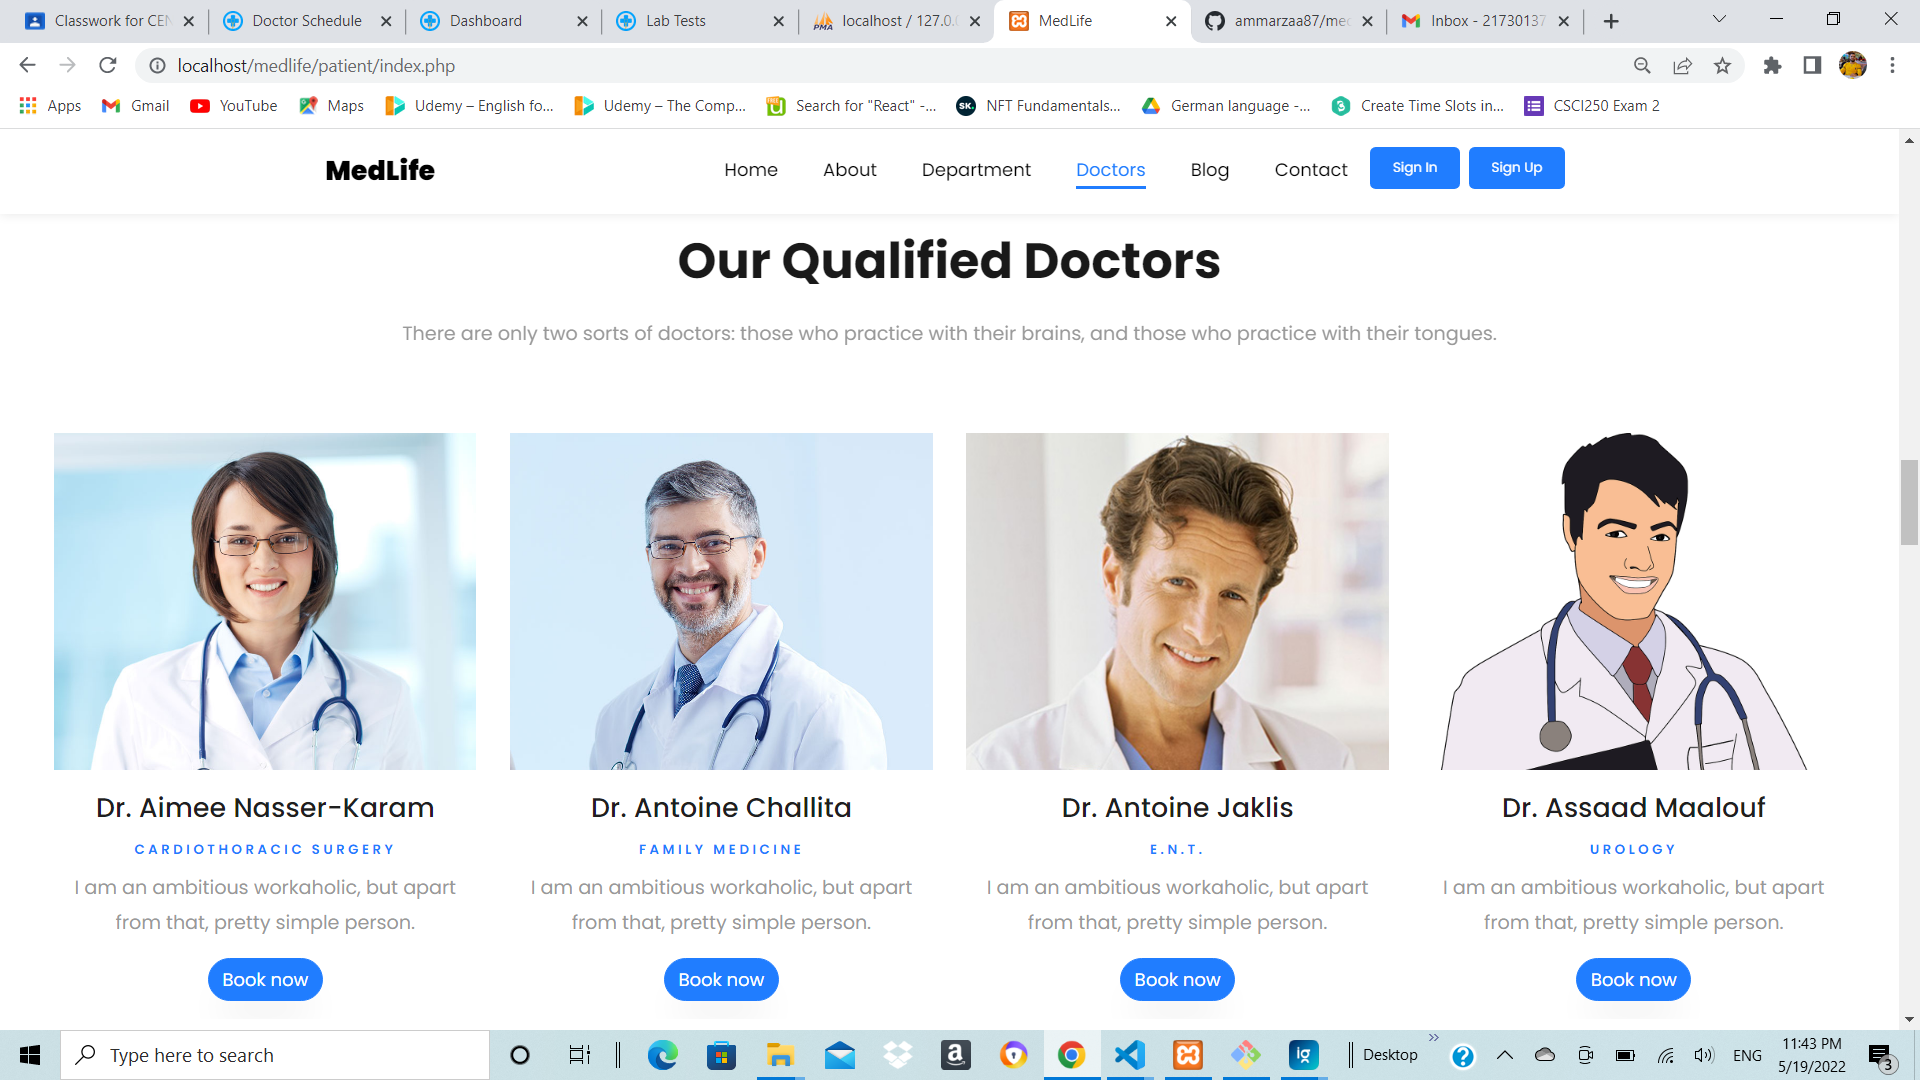 Classwork for CEN
Doctor Schedule
Dashboard
Lab Tests
localhost / 127.0.0
MedLife
ammarzaa87/med
Inbox - 21730137
localhost/medlife/patient/index.php
Apps
Gmail
YouTube
Maps
Udemy – English fo...
Udemy – The Comp...
Search for "React" -...
NFT Fundamentals...
German language -...
Create Time Slots in...
CSCI250 Exam 2
MedLife
Home
About
Department
Doctors
Blog
Contact
Sign In
Sign Up
Our Qualified Doctors
There are only two sorts of doctors: those who practice with their brains, and those who practice with their tongues.
Dr. Aimee Nasser-Karam
CARDIOTHORACIC SURGERY
I am an ambitious workaholic, but apart
from that, pretty simple person.
Book now
Dr. Antoine Challita
FAMILY MEDICINE
I am an ambitious workaholic, but apart
from that, pretty simple person.
Book now
Dr. Antoine Jaklis
E.N.T.
I am an ambitious workaholic, but apart
from that, pretty simple person.
Book now
Dr. Assaad Maalouf
UROLOGY
I am an ambitious workaholic, but apart
from that, pretty simple person.
Book now
Type here to search
Desktop
ENG
11:43 PM
5/19/2022
3